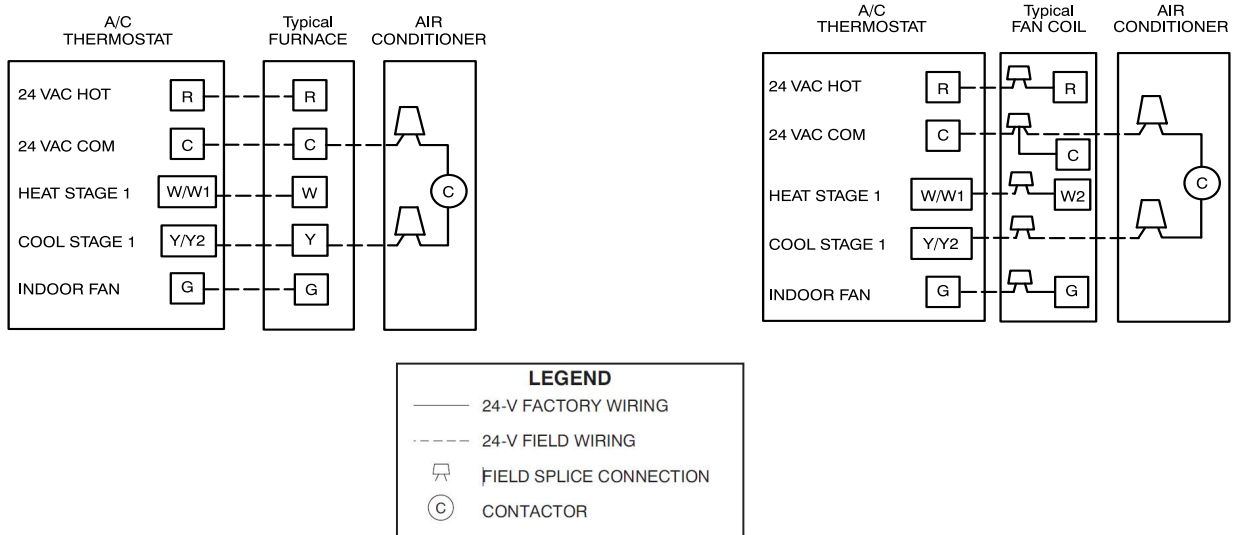 A/C
THERMOSTAT
Typical
FURNACE
AIR
CONDITIONER
24 VAC HOT
R
R
24 VAC COM
C
C
HEAT STAGE 1
W/W1
W
C
COOL STAGE 1
Y/Y2
Y
INDOOR FAN
G
G
A/C
THERMOSTAT
Typical
FAN COIL
AIR
CONDITIONER
24 VAC HOT
R
R
24 VAC COM
C
C
HEAT STAGE 1
W/W1
W2
C
COOL STAGE 1
Y/Y2
INDOOR FAN
G
G
LEGEND
24-V FACTORY WIRING
24-V FIELD WIRING
FIELD SPLICE CONNECTION
C CONTACTOR